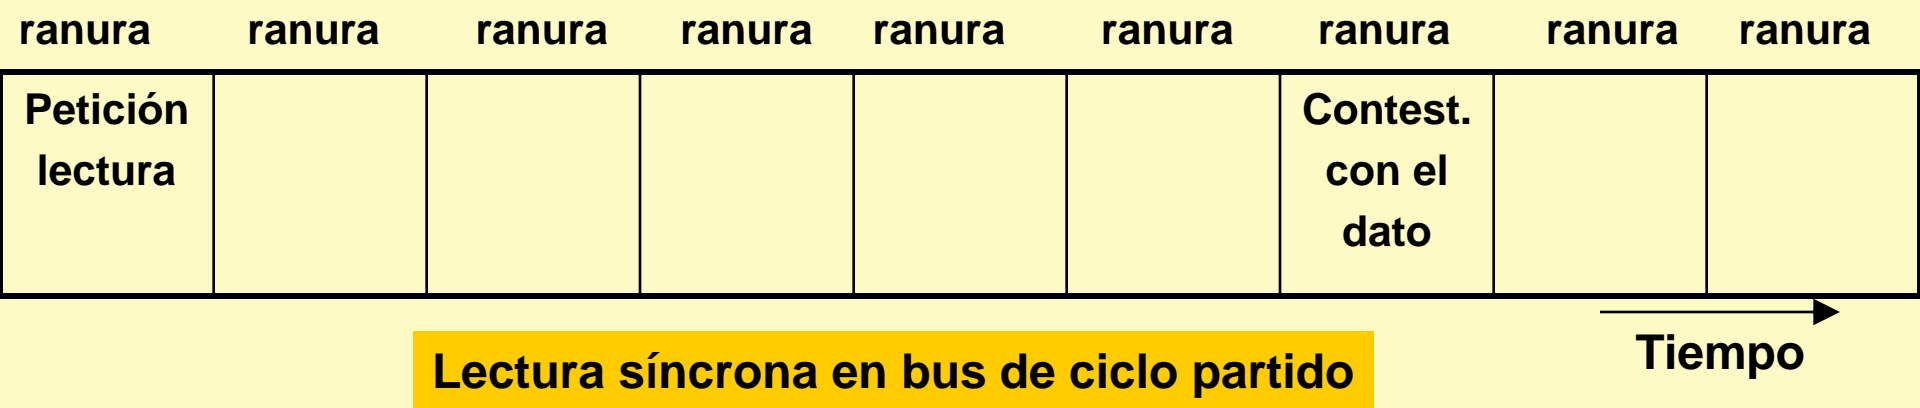 ranura ranura ranura ranura ranura ranura ranura ranura ranura
Petición
lectura
Contest.
con el
dato
Tiempo
Lectura síncrona en bus de ciclo partido